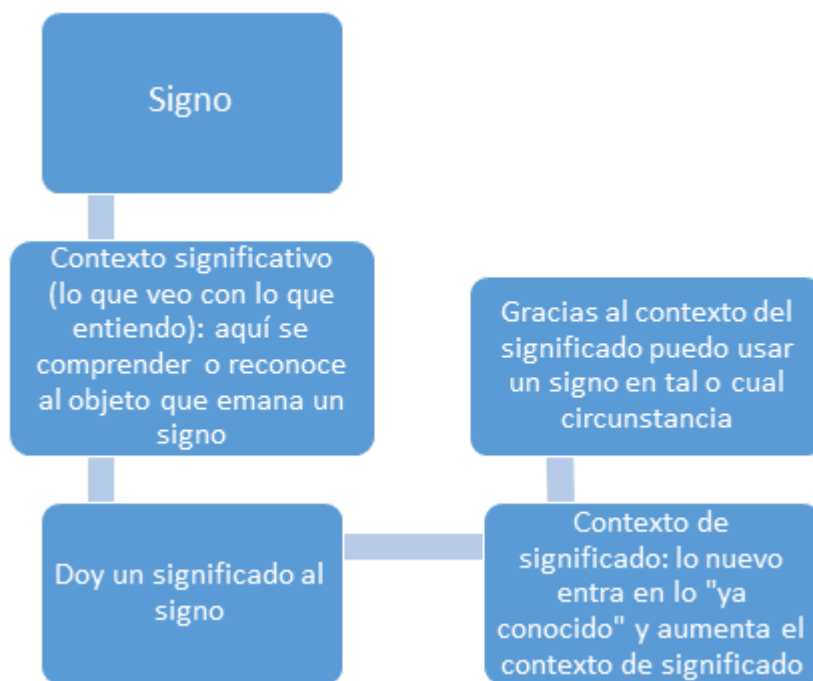 Signo
Contexto significativo
(lo que veo con lo que
entiendo): aquí se
comprender o reconoce
al objeto que emana un
signo
Doy un significado al
signo
Contexto de
significado: lo nuevo
entra en lo "ya
conocido" y aumenta el
contexto de significado
Gracias al contexto del
significado puedo usar
un signo en tal o cual
circunstancia